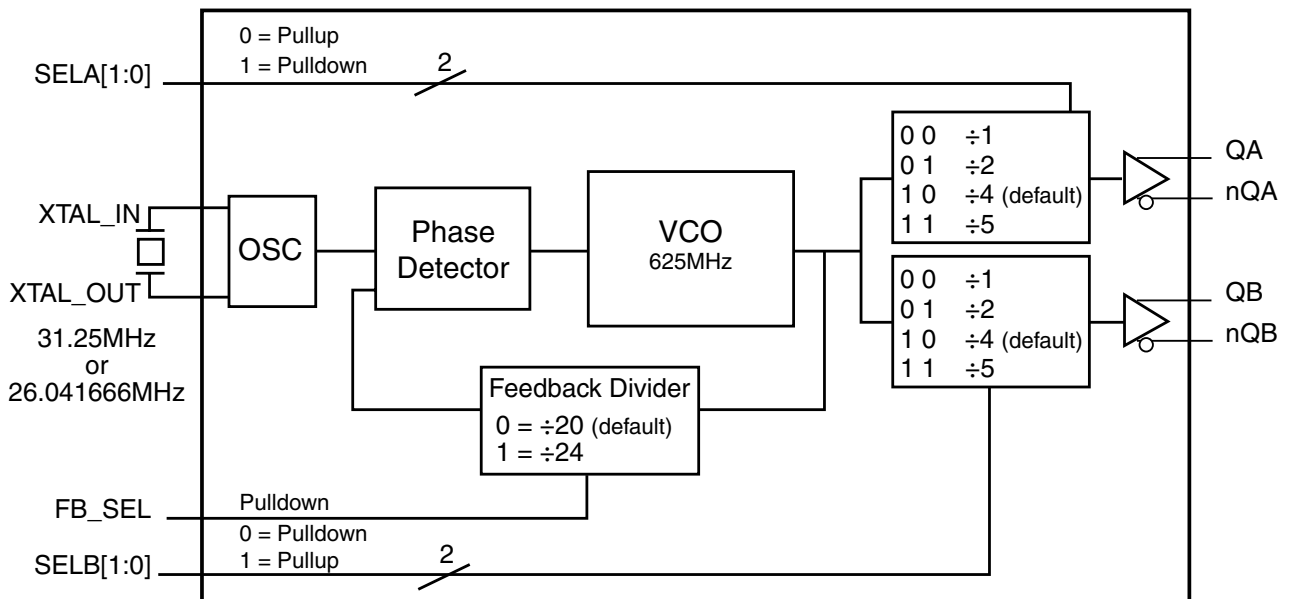 0 = Pullup
SELA[1:0]
1 = Pulldown
2
0 0 ÷1
0 1 ÷2
1 0 ÷4 (default)
1 1 ÷5
QA
nQA
XTAL_IN
OSC
Phase
Detector
VCO
625MHz
XTAL_OUT
31.25MHz
or
26.041666MHz
0 0 ÷1
0 1 ÷2
1 0 ÷4 (default)
1 1 ÷5
QB
nQB
Feedback Divider
0 = ÷20 (default)
1 = ÷24
FB_SEL
Pulldown
0 = Pulldown
SELB[1:0]
1 = Pullup
2